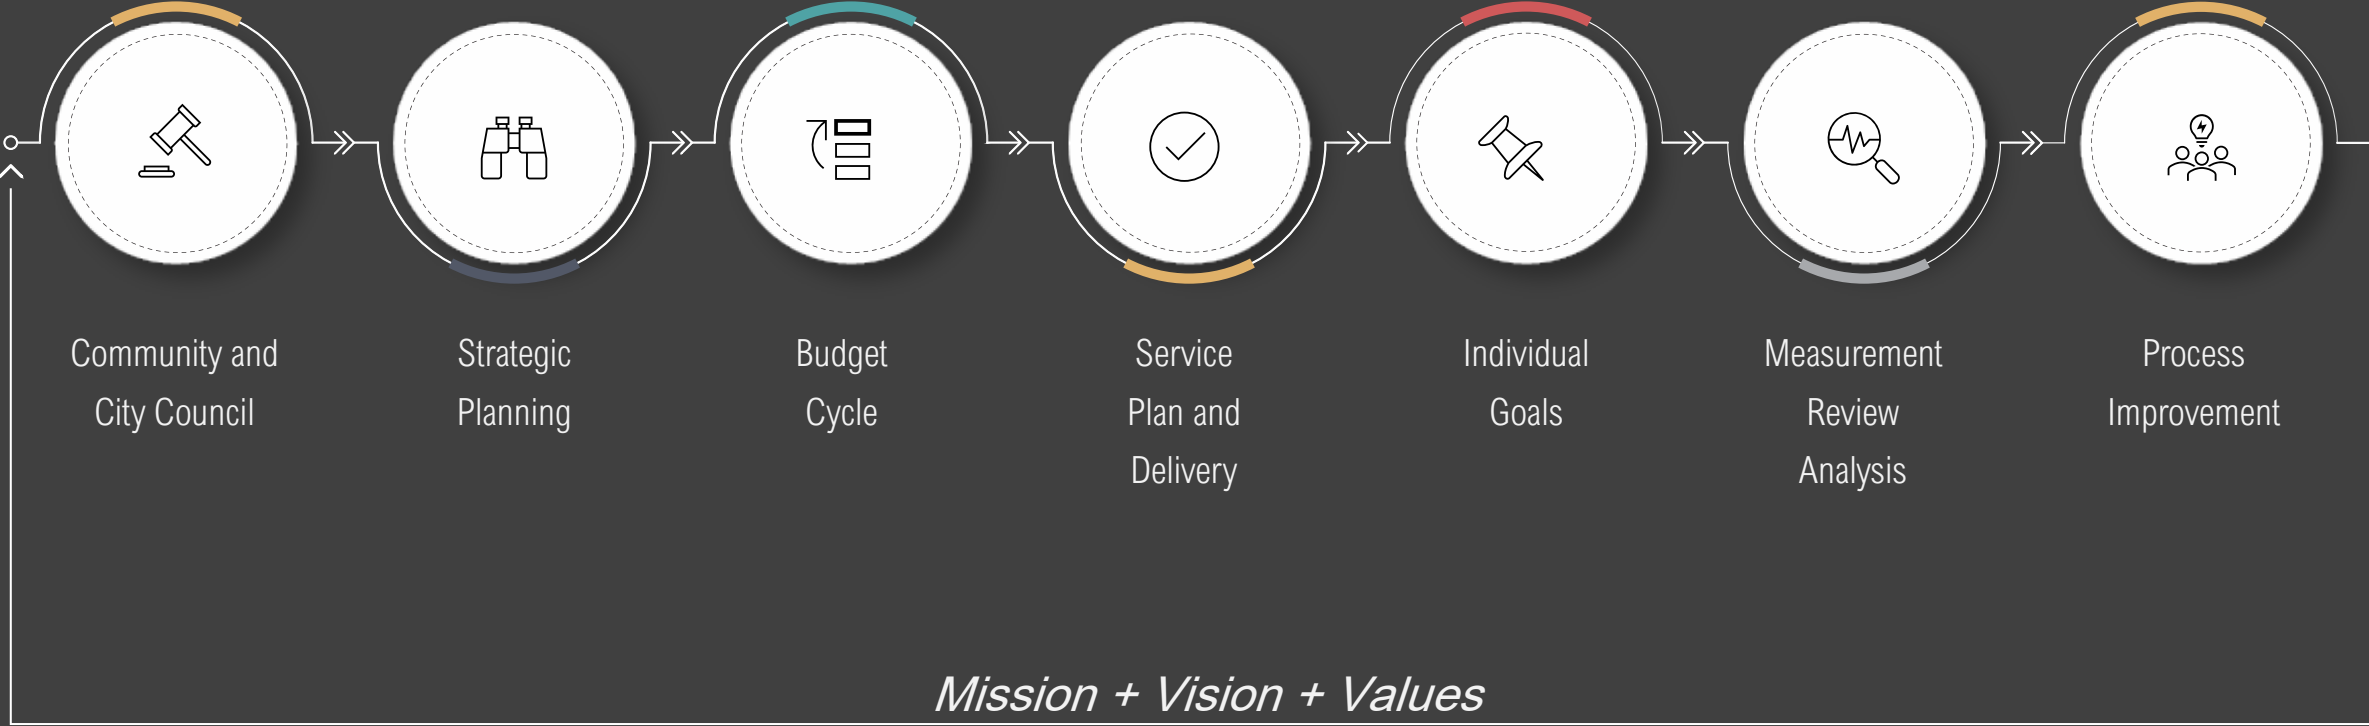 Community and
City Council
Strategic
Planning
Budget
Cycle
Service
Plan and
Delivery
Individual
Goals
Measurement
Review
Analysis
Process
Improvement
Mission + Vision + Values